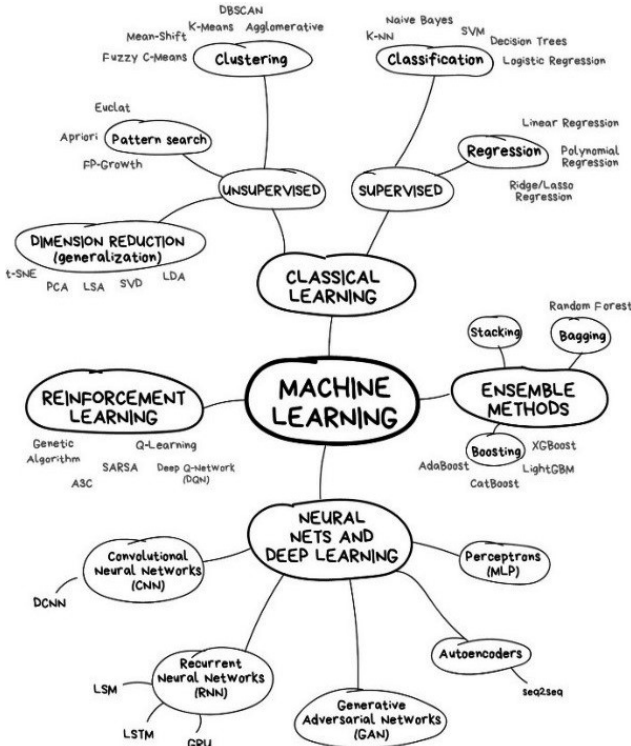 DBSCAN
Mean-Shift
K-Means
Agglomerative
Fuzzy C-Means
Clustering
Naive Bayes
K-NN
SVM
Decision Trees
Classification
Logistic Regression
Euclat
Apriori
Pattern search
FP-Growth
Linear Regression
Regression
Polynomial
Regression
Ridge/Lasso
Regression
UNSUPERVISED
SUPERVISED
DIMENSION REDUCTION
(generalization)
t-SNE
PCA
LSA
SVD
LDA
CLASSICAL
LEARNING
MACHINE
LEARNING
REINFORCEMENT
LEARNING
Genetic
Algorithm
Q-Learning
SARSA
Deep Q-Network
(DQN)
A3C
Random Forest
Stacking
Bagging
ENSEMBLE
METHODS
Boosting
XGBoost
AdaBoost
LightGBM
CatBoost
NEURAL
NETS AND
DEEP LEARNING
Convolutional
Neural Networks
(CNN)
DCNN
Perceptrons
(MLP)
Recurrent
Neural Networks
(RNN)
LSM
LSTM
GRU
Generative
Adversarial Networks
(GAN)
Autoencoders
seq2seq